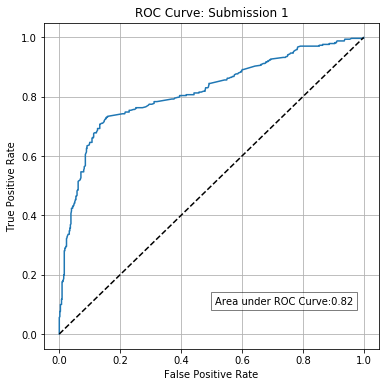 ROC Curve: Submission 1
True Positive Rate
1.0
0.8
0.6
0.4
0.2
0.0
Area under ROC Curve:0.82
0.0 0.2 0.4 0.6 0.8 1.0
False Positive Rate